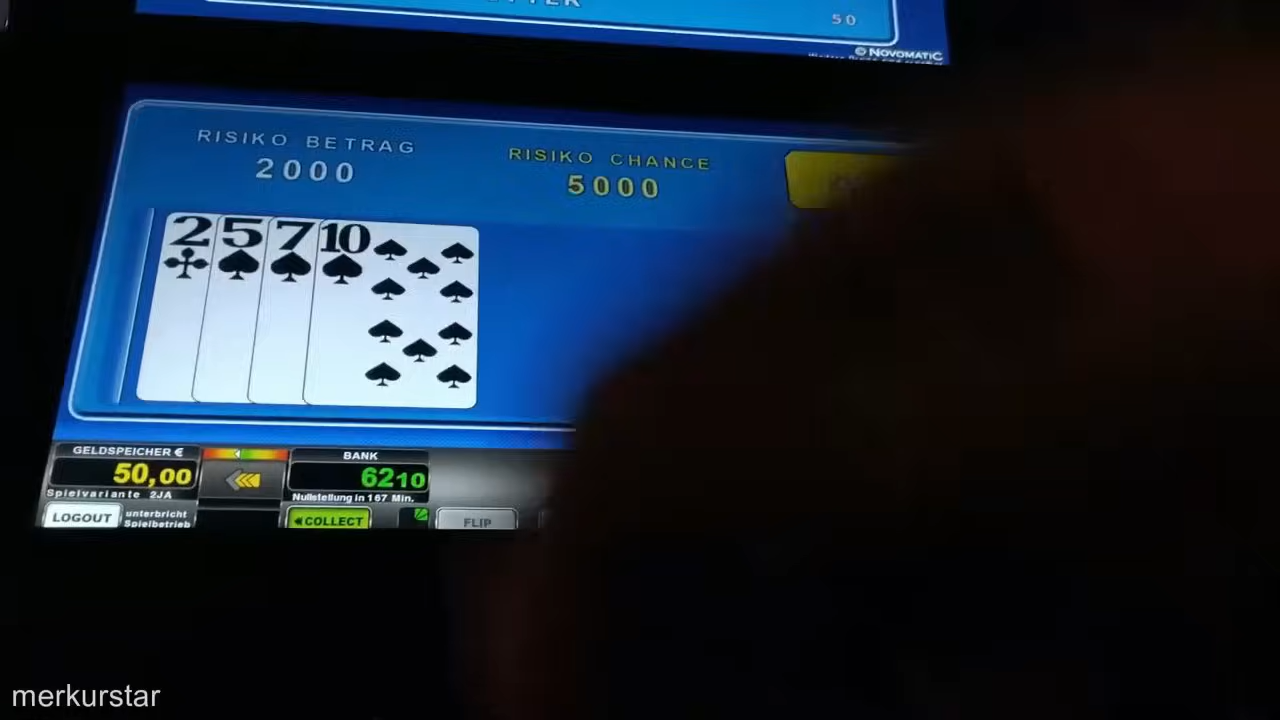 50
© NOVOMATIC
RISIKO BETRAG
2000
RISIKO CHANCE
5000
2 5 7 10
GELDSPEICHER €
50,00
Spielvariante 2JA
BANK
6210
Nullstellung in 167 Min.
LOGOUT
unterbricht
Spielbetrieb
COLLECT
FLIP
merkurstar